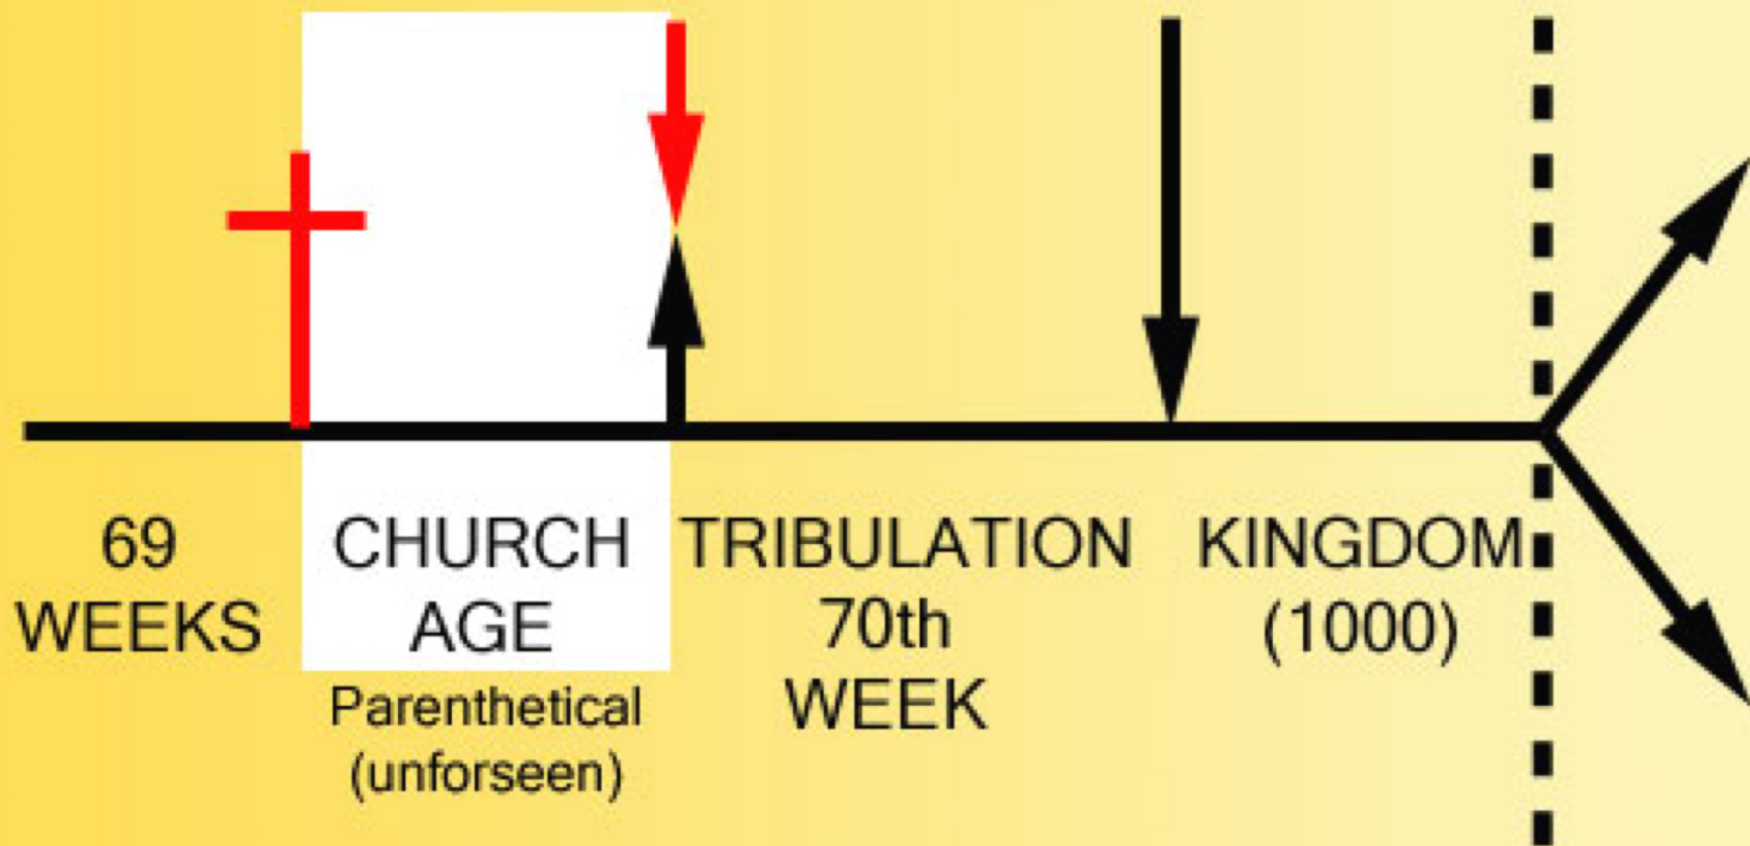 69
WEEKS
CHURCH
AGE
Parenthetical
(unforseen)
TRIBULATION
70th
WEEK
KINGDOM
(1000)